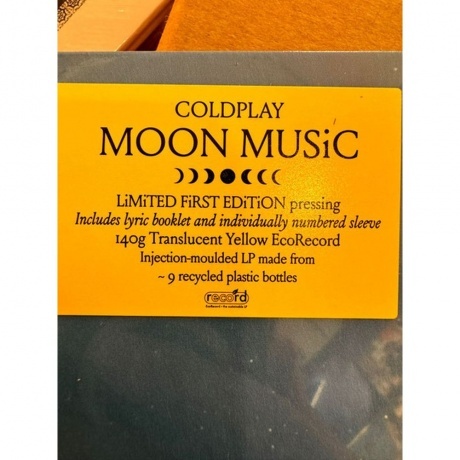 COLDPLAY
MOON MUSiC
LiMiTED FiRST EDiTiON pressing
Includes lyric booklet and individually numbered sleeve
140g Translucent Yellow EcoRecord
Injection-moulded LP made from
~ 9 recycled plastic bottles
record